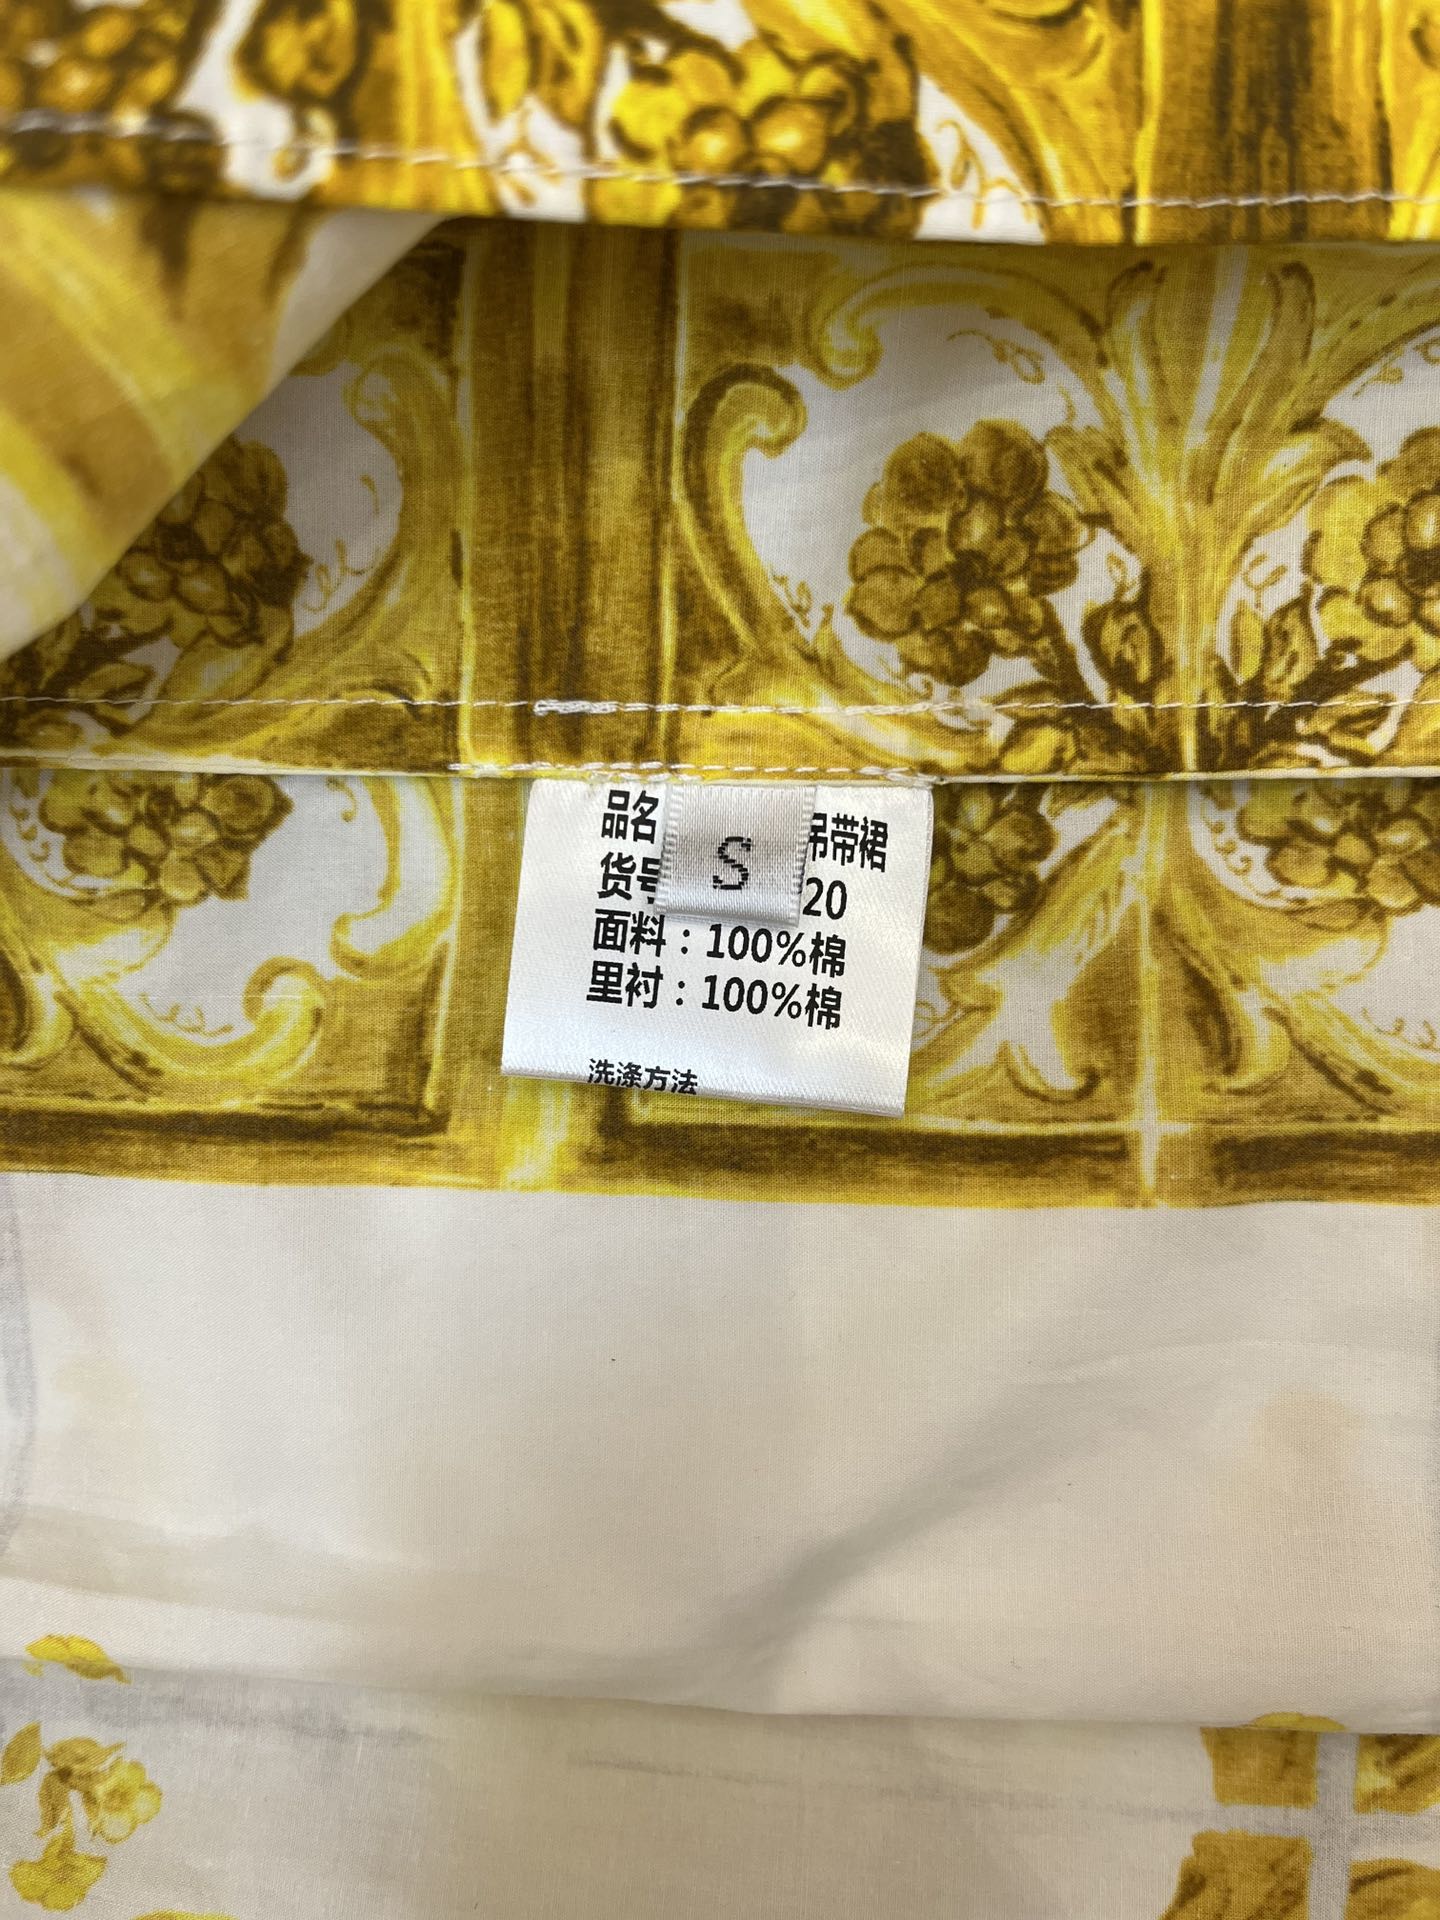 品名 吊带裙
S
货号 20
面料：100%棉
里衬：100%棉
洗涤方法